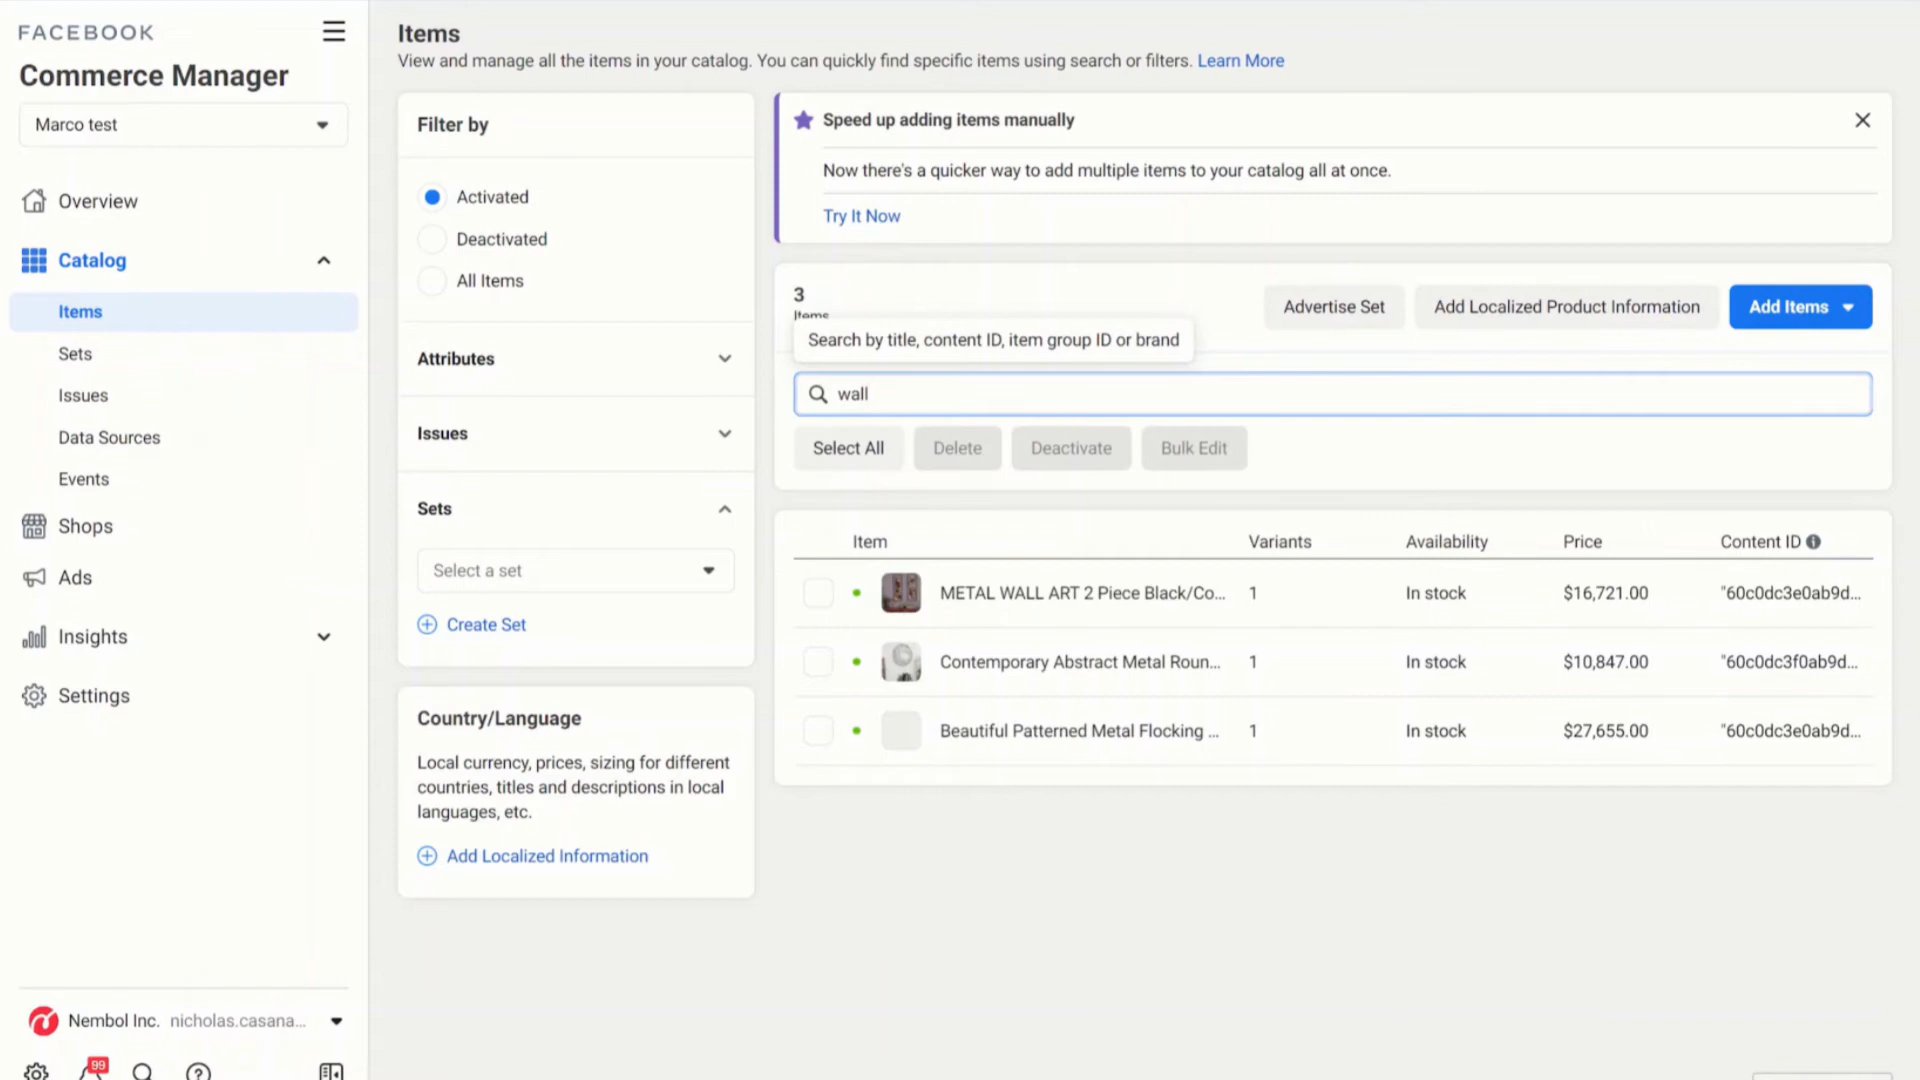 FACEBOOK
Commerce Manager
Marco test
Overview
Catalog
Items
Sets
Issues
Data Sources
Events
Shops
Ads
Insights
Settings
Nembol Inc. nicholas.casana...
99
Items
View and manage all the items in your catalog. You can quickly find specific items using search or filters. Learn More
Filter by
Activated
Deactivated
All Items
Attributes
Issues
Sets
Select a set
Create Set
Country/Language
Local currency, prices, sizing for different
countries, titles and descriptions in local
languages, etc.
Add Localized Information
Speed up adding items manually
Now there's a quicker way to add multiple items to your catalog all at once.
Try It Now
3
Items
Advertise Set Add Localized Product Information Add Items
Search by title, content ID, item group ID or brand
wall
Select All Delete Deactivate Bulk Edit
Item Variants Availability Price Content ID
METAL WALL ART 2 Piece Black/Co... 1 In stock $16,721.00 "60c0dc3e0ab9d...
Contemporary Abstract Metal Roun... 1 In stock $10,847.00 "60c0dc3f0ab9d...
Beautiful Patterned Metal Flocking ... 1 In stock $27,655.00 "60c0dc3e0ab9d...